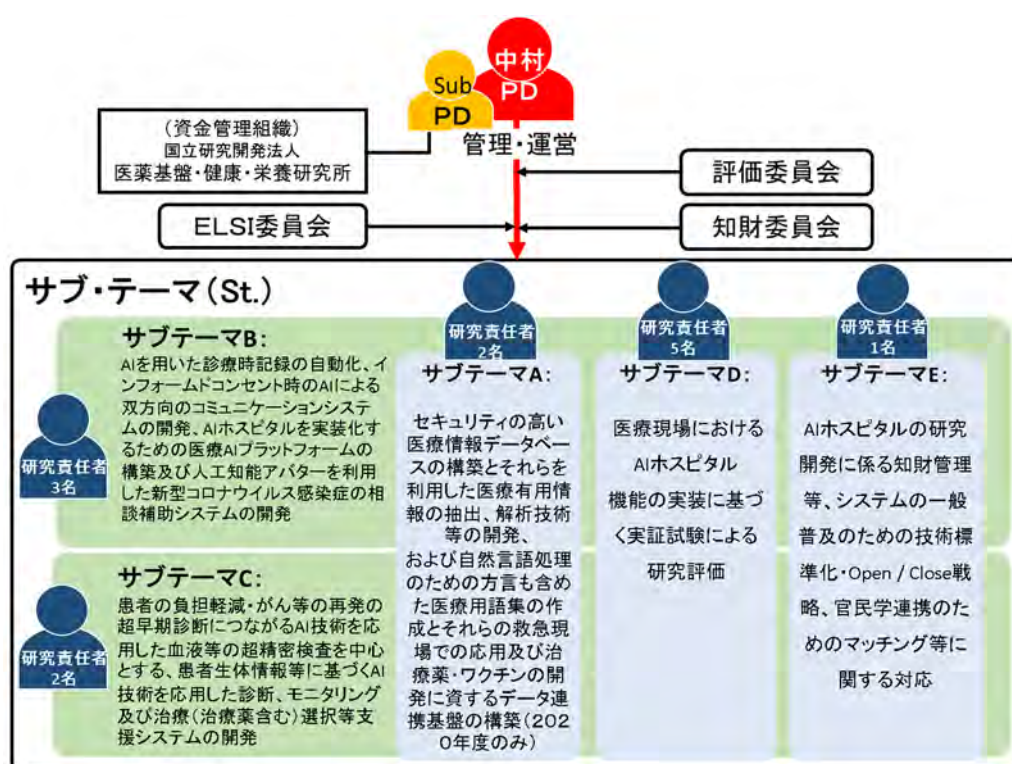 中村
PD
Sub
PD
管理・運営
(資金管理組織)
国立研究開発法人
医薬基盤・健康・栄養研究所
評価委員会
ELSI委員会
知財委員会
サブ・テーマ(St.)
サブテーマB:
AIを用いた診療時記録の自動化、イ
ンフォームドコンセント時のAIによる
双方向のコミュニケーションシステ
ムの開発、AIホスピタルを実装化す
るための医療AIプラットフォームの
構築及び人工知能アバターを利用
した新型コロナウイルス感染症の相
談補助システムの開発
研究責任者
3名
サブテーマC:
患者の負担軽減・がん等の再発の
超早期診断につながるAI技術を応
用した血液等の超精密検査を中心
とする、患者生体情報等に基づくAI
技術を応用した診断、モニタリング
及び治療(治療薬含む)選択等支
援システムの開発
研究責任者
2名
研究責任者
2名
サブテーマA:
セキュリティの高い
医療情報データベー
スの構築とそれらを
利用した医療有用情
報の抽出、解析技術
等の開発、
および自然言語処理
のための方言も含め
た医療用語集の作
成とそれらの救急現
場での応用及び治
療薬・ワクチンの開
発に資するデータ連
携基盤の構築(202
0年度のみ)
研究責任者
5名
サブテーマD:
医療現場における
AIホスピタル
機能の実装に基づ
く実証試験による
研究評価
研究責任者
1名
サブテーマE:
AIホスピタルの研究
開発に係る知財管理
等、システムの一般
普及のための技術標
準化・Open / Close戦
略、官民学連携のた
めのマッチング等に
関する対応